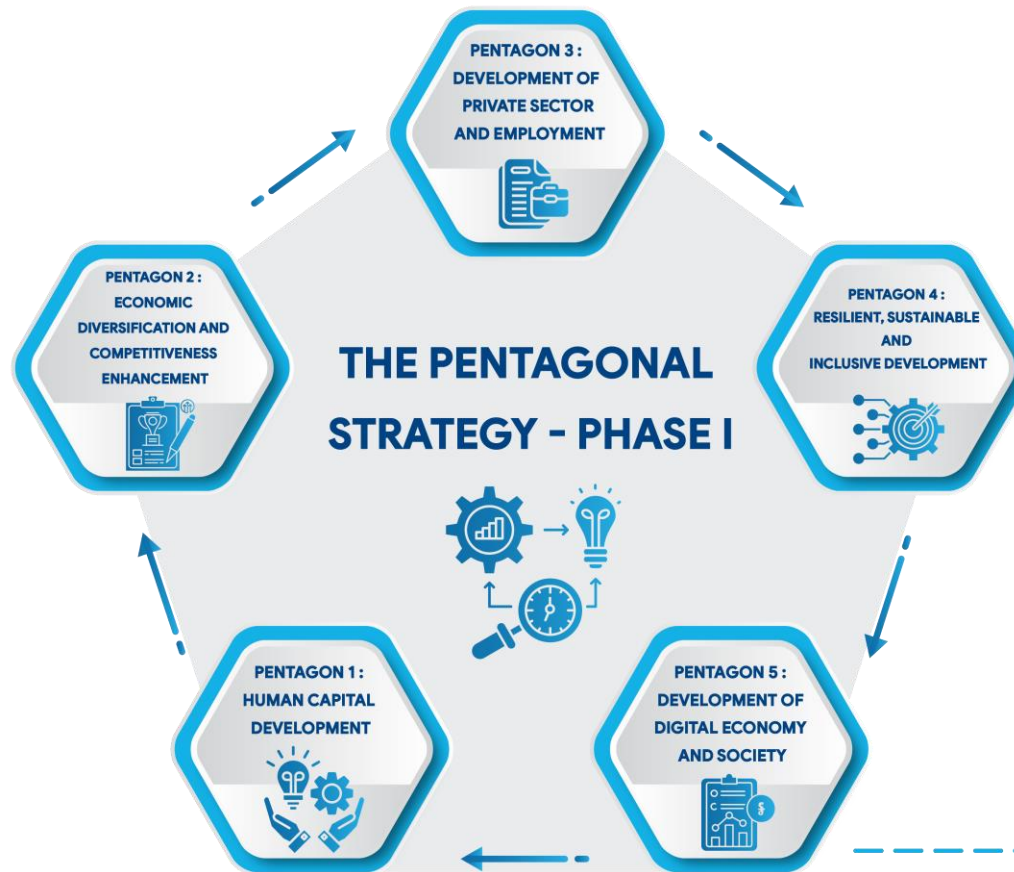 PENTAGON 3 :
DEVELOPMENT OF
PRIVATE SECTOR
AND EMPLOYMENT
PENTAGON 2 :
ECONOMIC
DIVERSIFICATION AND
COMPETITIVENESS
ENHANCEMENT
PENTAGON 4 :
RESILIENT, SUSTAINABLE
AND
INCLUSIVE DEVELOPMENT
THE PENTAGONAL
STRATEGY - PHASE I
PENTAGON 1 :
HUMAN CAPITAL
DEVELOPMENT
PENTAGON 5 :
DEVELOPMENT OF
DIGITAL ECONOMY
AND SOCIETY